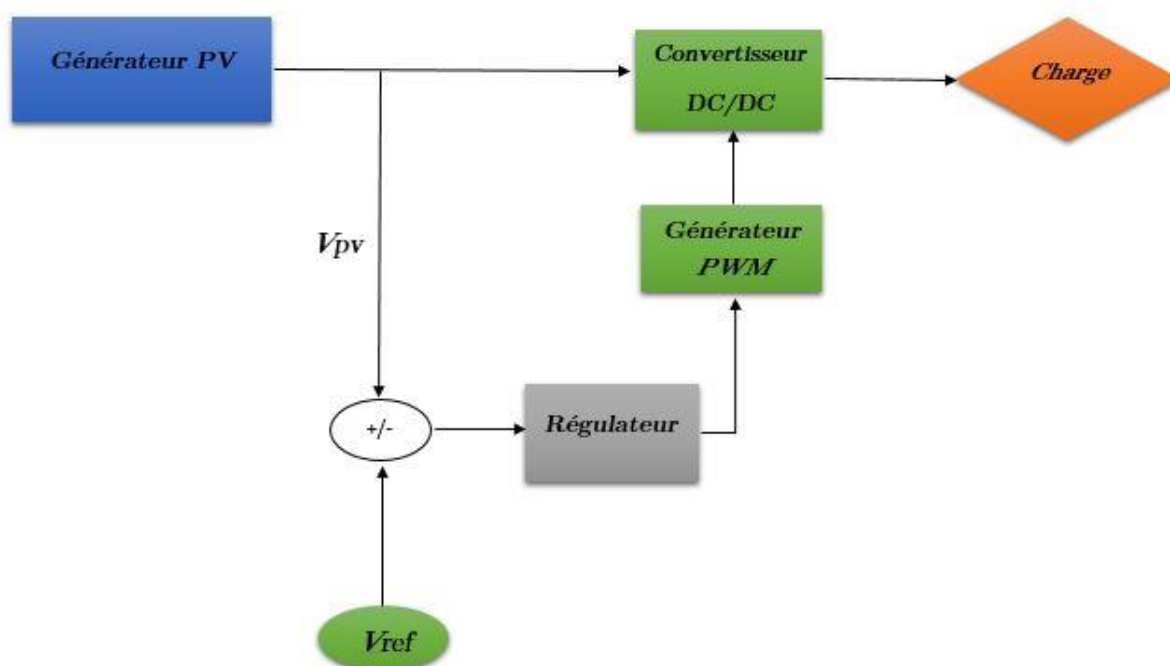 Générateur PV
Convertisseur
DC/DC
Charge
Générateur
PWM
Vpv
+/-
Régulateur
Vref